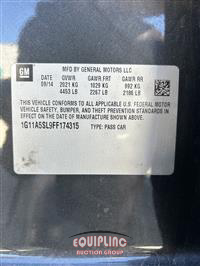 GM
MFD BY GENERAL MOTORS LLC
DATE GVWR GAWR FRT GAWR RR
09/14 2021 KG 1029 KG 992 KG
4453 LB 2267 LB 2186 LB
THIS VEHICLE CONFORMS TO ALL APPLICABLE U.S. FEDERAL MOTOR
VEHICLE SAFETY, BUMPER, AND THEFT PREVENTION STANDARDS
IN EFFECT ON THE DATE OF MANUFACTURE SHOWN ABOVE.
1G11A5SL9FF174315 TYPE: PASS CAR
EQUIPLINC